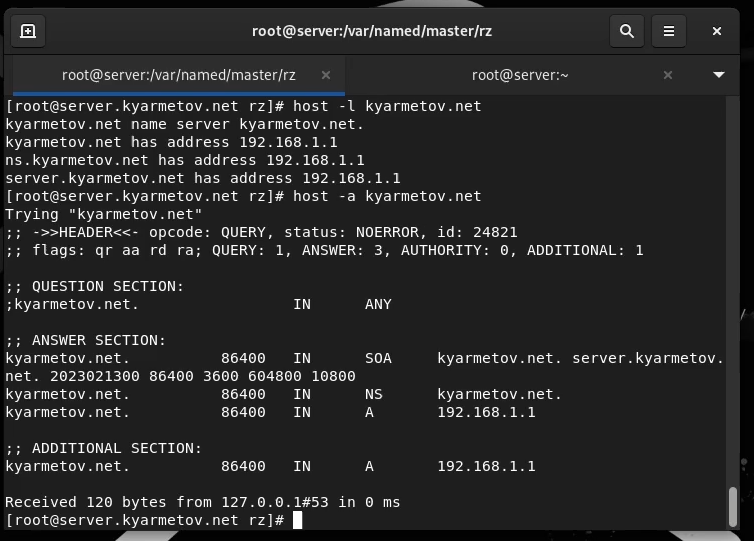 root@server:/var/named/master/rz
root@server:/var/named/master/rz × root@server:~ ×
[root@server.kyarmetov.net rz]# host -l kyarmetov.net
kyarmetov.net name server kyarmetov.net.
kyarmetov.net has address 192.168.1.1
ns.kyarmetov.net has address 192.168.1.1
server.kyarmetov.net has address 192.168.1.1
[root@server.kyarmetov.net rz]# host -a kyarmetov.net
Trying "kyarmetov.net"
;; ->>HEADER<<- opcode: QUERY, status: NOERROR, id: 24821
;; flags: qr aa rd ra; QUERY: 1, ANSWER: 3, AUTHORITY: 0, ADDITIONAL: 1
;; QUESTION SECTION:
;kyarmetov.net. IN ANY
;; ANSWER SECTION:
kyarmetov.net. 86400 IN SOA kyarmetov.net. server.kyarmetov.
net. 2023021300 86400 3600 604800 10800
kyarmetov.net. 86400 IN NS kyarmetov.net.
kyarmetov.net. 86400 IN A 192.168.1.1
;; ADDITIONAL SECTION:
kyarmetov.net. 86400 IN A 192.168.1.1
Received 120 bytes from 127.0.0.1#53 in 0 ms
[root@server.kyarmetov.net rz]#